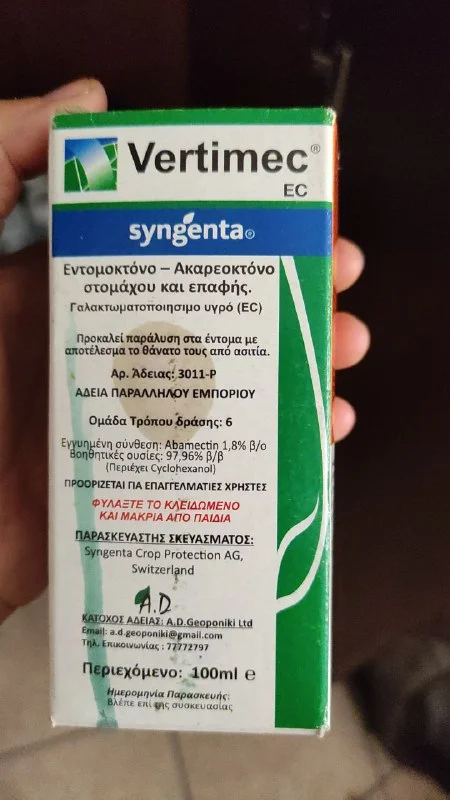 Vertimec®
EC
syngenta®
Εντομοκτόνο – Ακαρεοκτόνο
στομάχου και επαφής.
Γαλακτωματοποιησιμο υγρό (EC)
Προκαλεί παράλυση στα έντομα με
αποτέλεσμα το θάνατο τους από ασιτία.
Αρ. Άδειας: 3011-Ρ
ΑΔΕΙΑ ΠΑΡΑΛΛΗΛΟΥ ΕΜΠΟΡΙΟΥ
Ομάδα Τρόπου δράσης: 6
Εγγυημένη σύνθεση: Abamectin 1,8% β/ο
Βοηθητικές ουσίες: 97,96% β/β
(Περιέχει Cyclohexanol)
ΠΡΟΟΡΙΖΕΤΑΙ ΓΙΑ ΕΠΑΓΓΕΛΜΑΤΙΕΣ ΧΡΗΣΤΕΣ
ΦΥΛΑΞΤΕ ΤΟ ΚΛΕΙΔΩΜΕΝΟ
ΚΑΙ ΜΑΚΡΙΑ ΑΠΟ ΠΑΙΔΙΑ
ΠΑΡΑΣΚΕΥΑΣΤΗΣ ΣΚΕΥΑΣΜΑΤΟΣ:
Syngenta Crop Protection AG,
Switzerland
A.D
ΚΑΤΟΧΟΣ ΑΔΕΙΑΣ: A.D.Geoponiki Ltd
Email: a.d.geoponiki@gmail.com
Τηλ. Επικοινωνίας : 77772797
Περιεχόμενο: 100ml e
Ημερομηνία Παρασκευής:
Βλέπε επί της συσκευασίας